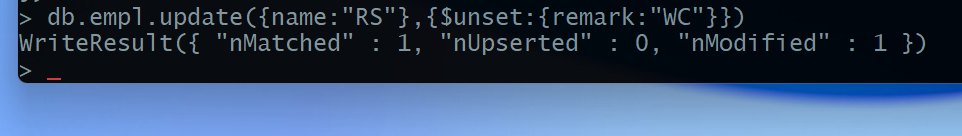 > db.empl.update({name:"RS"},{$unset:{remark:"WC"}})
WriteResult({ "nMatched" : 1, "nUpserted" : 0, "nModified" : 1 })
> _